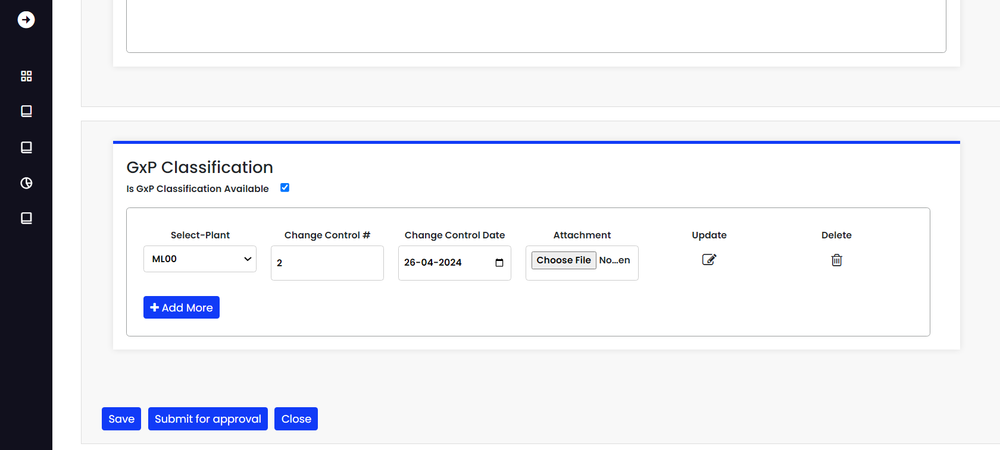 GxP Classification
Is GxP Classification Available
Select-Plant Change Control # Change Control Date Attachment Update Delete
ML00 2 26-04-2024 Choose File No...en
Add More
Save Submit for approval Close